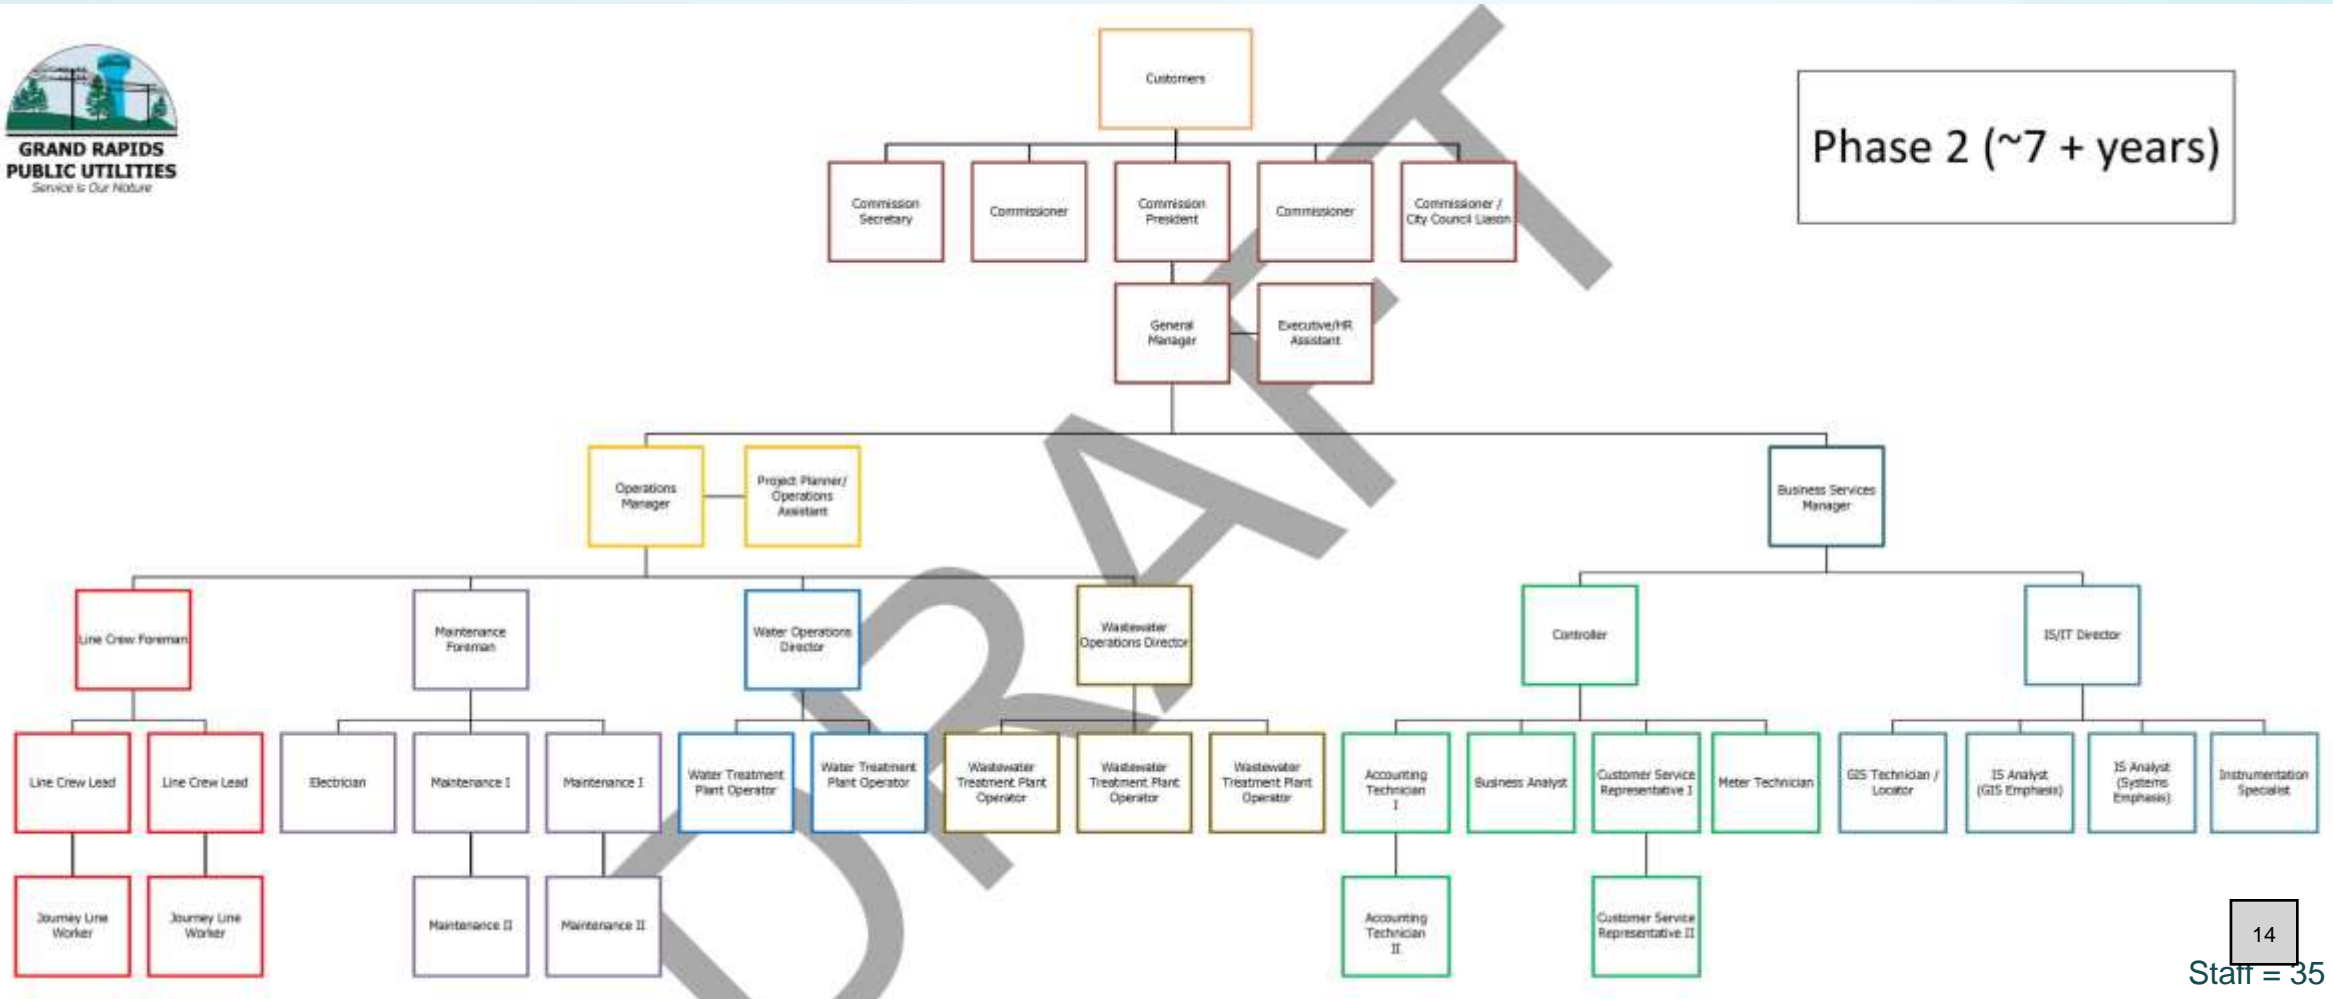 GRAND RAPIDS
PUBLIC UTILITIES
Service is Our Nature
Phase 2 (~7 + years)
DRAFT
Customers
Commission
Secretary
Commissioner
Commission
President
Commissioner
Commissioner /
City Council Liason
General
Manager
Executive/HR
Assistant
Operations
Manager
Project Planner/
Operations
Assistant
Business Services
Manager
Line Crew Foreman
Maintenance
Foreman
Water Operations
Director
Wastewater
Operations Director
Controller
IS/IT Director
Line Crew Lead
Line Crew Lead
Electrician
Maintenance I
Maintenance I
Water Treatment
Plant Operator
Water Treatment
Plant Operator
Wastewater
Treatment Plant
Operator
Wastewater
Treatment Plant
Operator
Wastewater
Treatment Plant
Operator
Accounting
Technician
I
Business Analyst
Customer Service
Representative I
Meter Technician
GIS Technician /
Locator
IS Analyst
(GIS Emphasis)
IS Analyst
(Systems
Emphasis)
Instrumentation
Specialist
Journey Line
Worker
Journey Line
Worker
Maintenance II
Maintenance II
Accounting
Technician
II
Customer Service
Representative II
14
Staff = 35